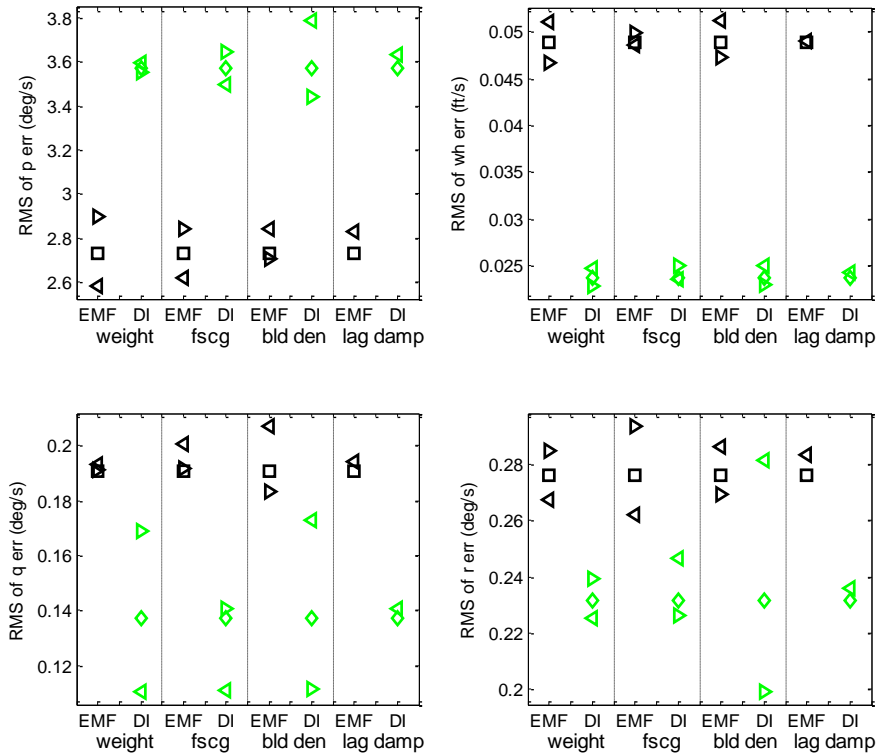 RMS of p err (deg/s)
3.8
3.6
3.4
3.2
3
2.8
2.6
EMF DI EMF DI EMF DI EMF DI
weight fscg bld den lag damp
RMS of wh err (ft/s)
0.05
0.045
0.04
0.035
0.03
0.025
EMF DI EMF DI EMF DI EMF DI
weight fscg bld den lag damp
RMS of q err (deg/s)
0.2
0.18
0.16
0.14
0.12
EMF DI EMF DI EMF DI EMF DI
weight fscg bld den lag damp
RMS of r err (deg/s)
0.28
0.26
0.24
0.22
0.2
EMF DI EMF DI EMF DI EMF DI
weight fscg bld den lag damp